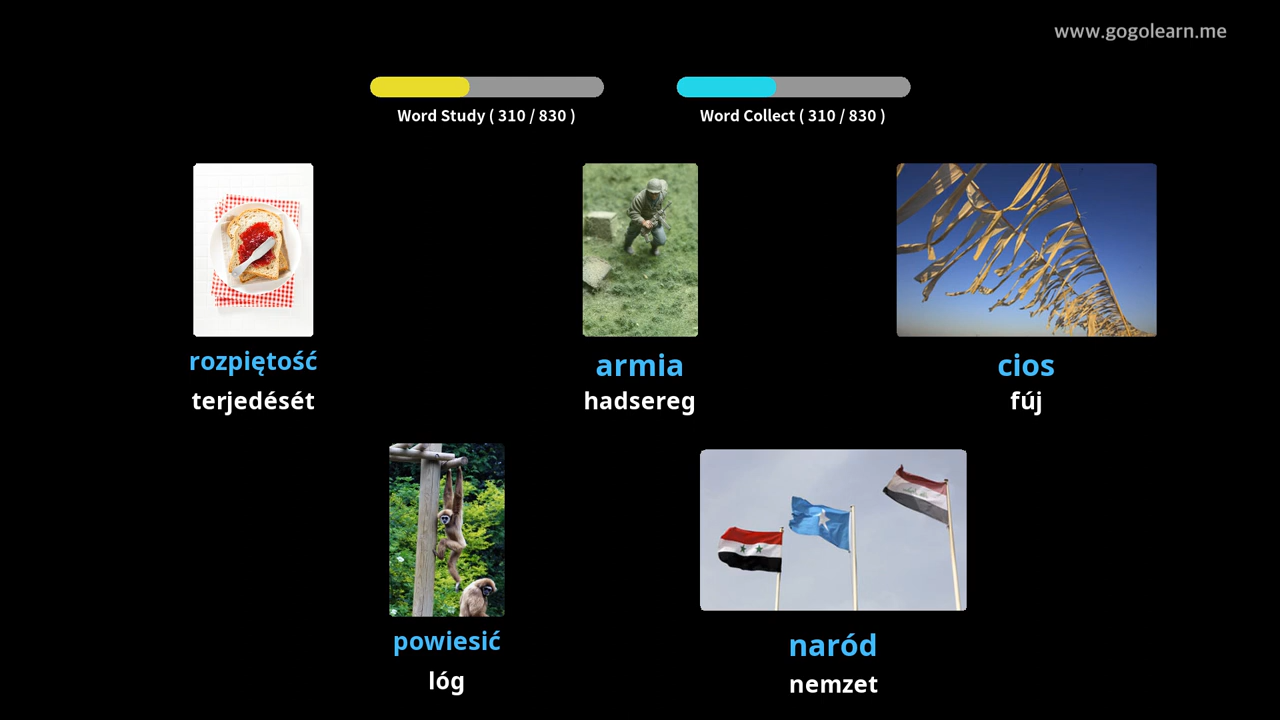 www.gogolearn.me
Word Study ( 310 / 830 )
Word Collect ( 310 / 830 )
rozpiętość
terjedését
armia
hadsereg
cios
fúj
powiesić
lóg
naród
nemzet